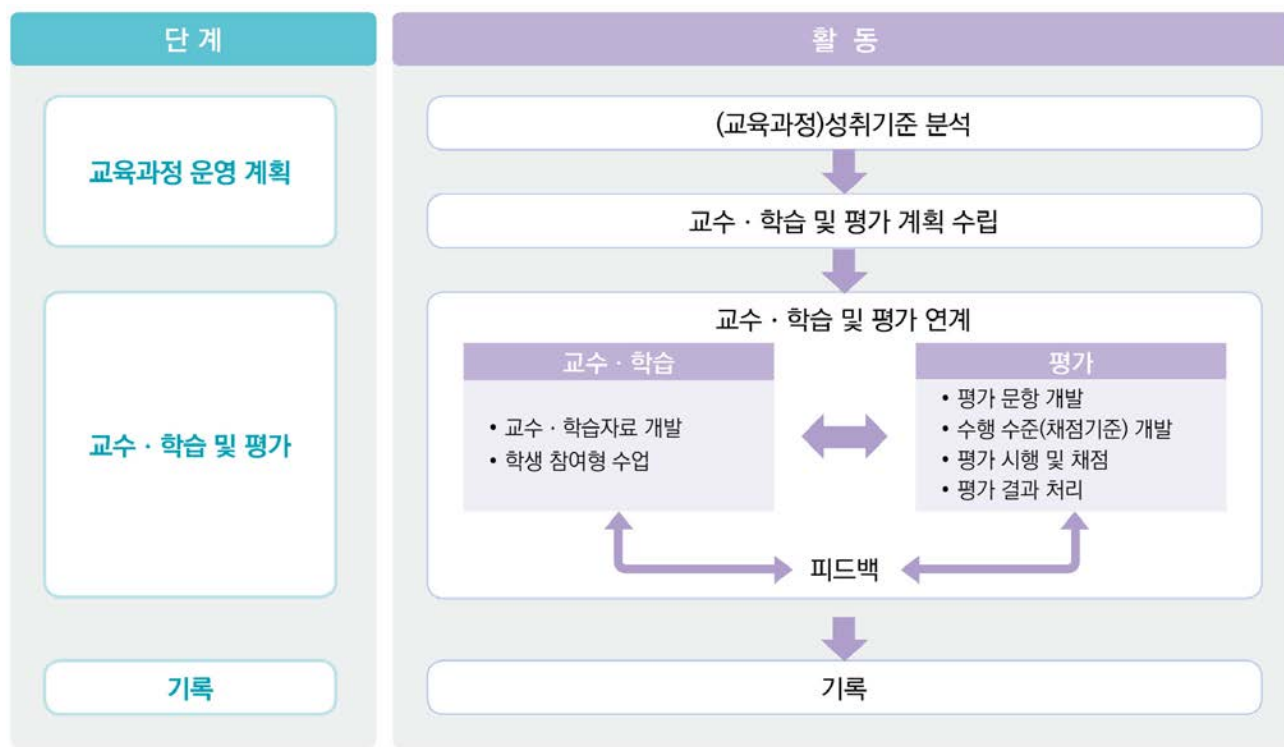 단 계
활 동
교육과정 운영 계획
(교육과정)성취기준 분석
교수 · 학습 및 평가 계획 수립
교수 · 학습 및 평가
교수 · 학습 및 평가 연계
교수 · 학습
• 교수 · 학습자료 개발
• 학생 참여형 수업
평가
• 평가 문항 개발
• 수행 수준(채점기준) 개발
• 평가 시행 및 채점
• 평가 결과 처리
피드백
기록
기록